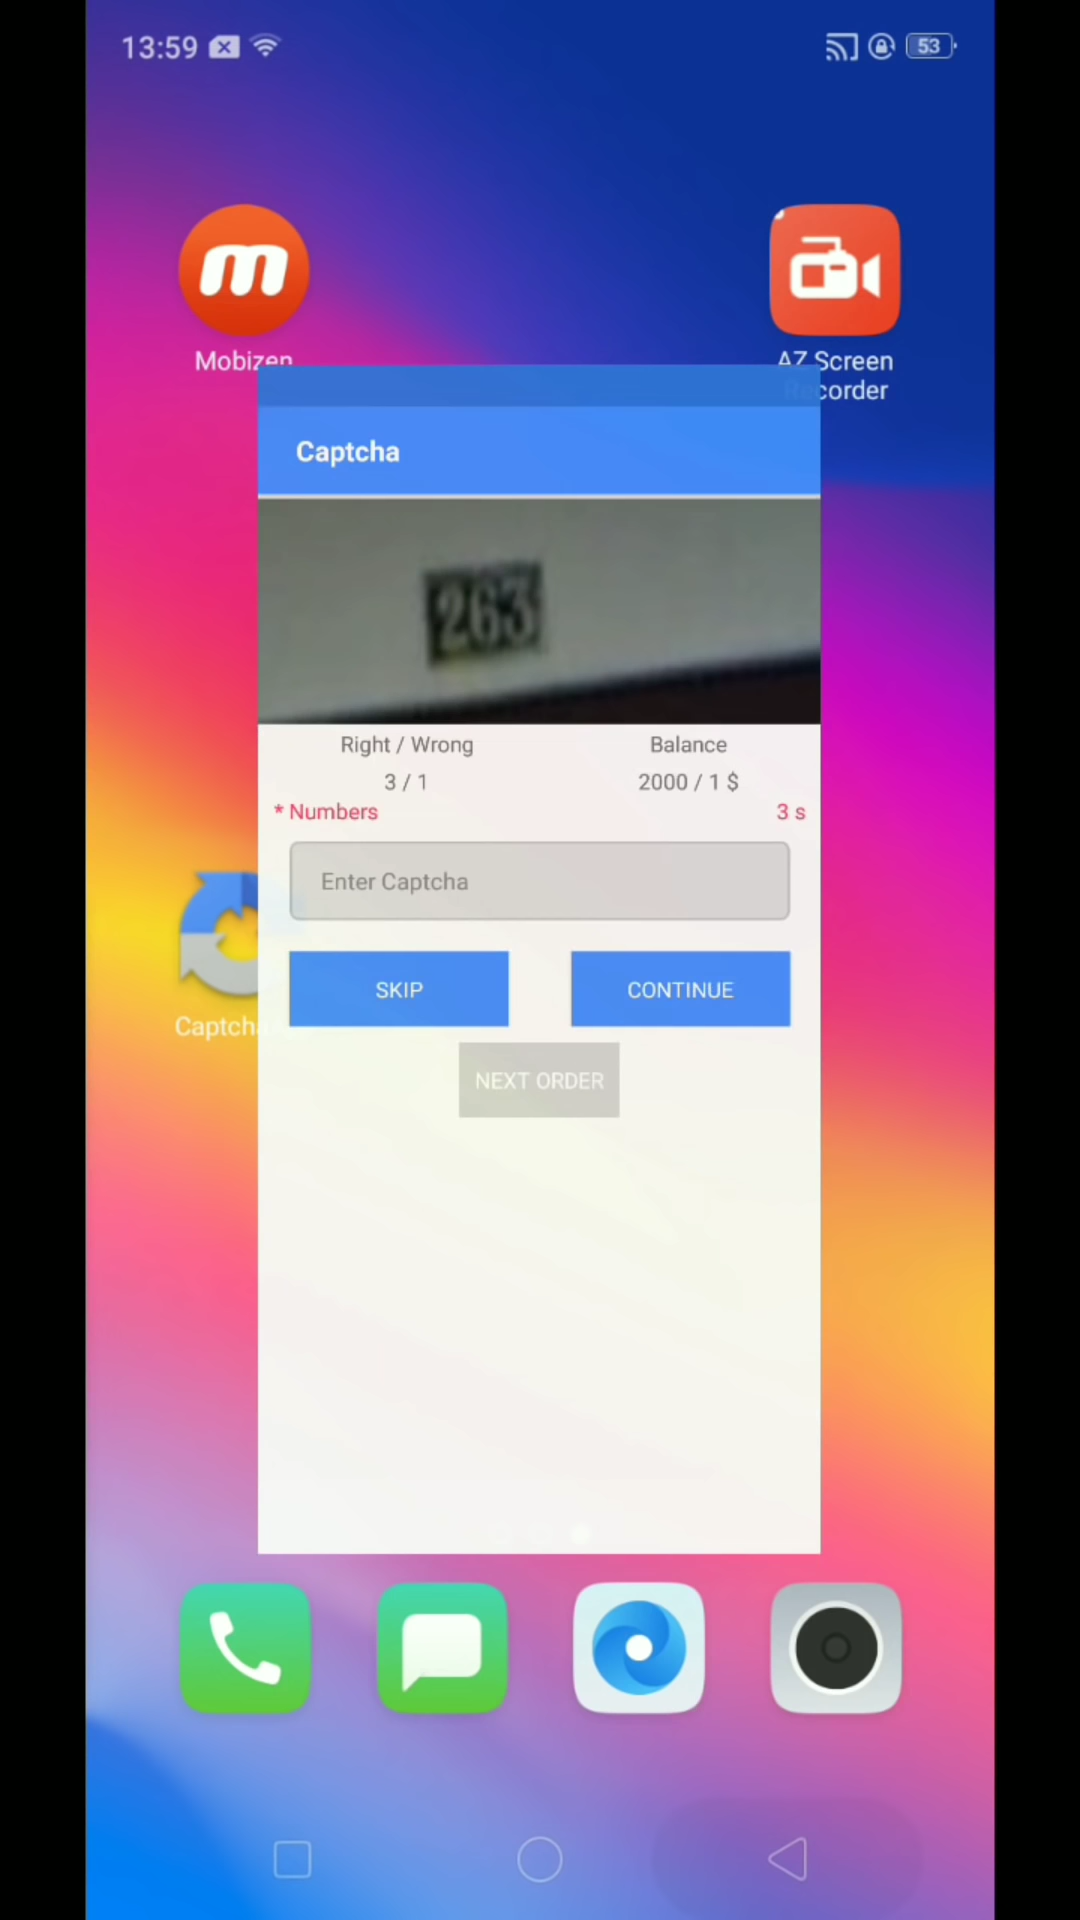 13:59
53
m
Mobizen
AZ Screen
Recorder
Captcha
263
Right / Wrong
Balance
3 / 1
2000 / 1 $
* Numbers
3 s
Enter Captcha
SKIP
CONTINUE
Captcha
NEXT ORDER